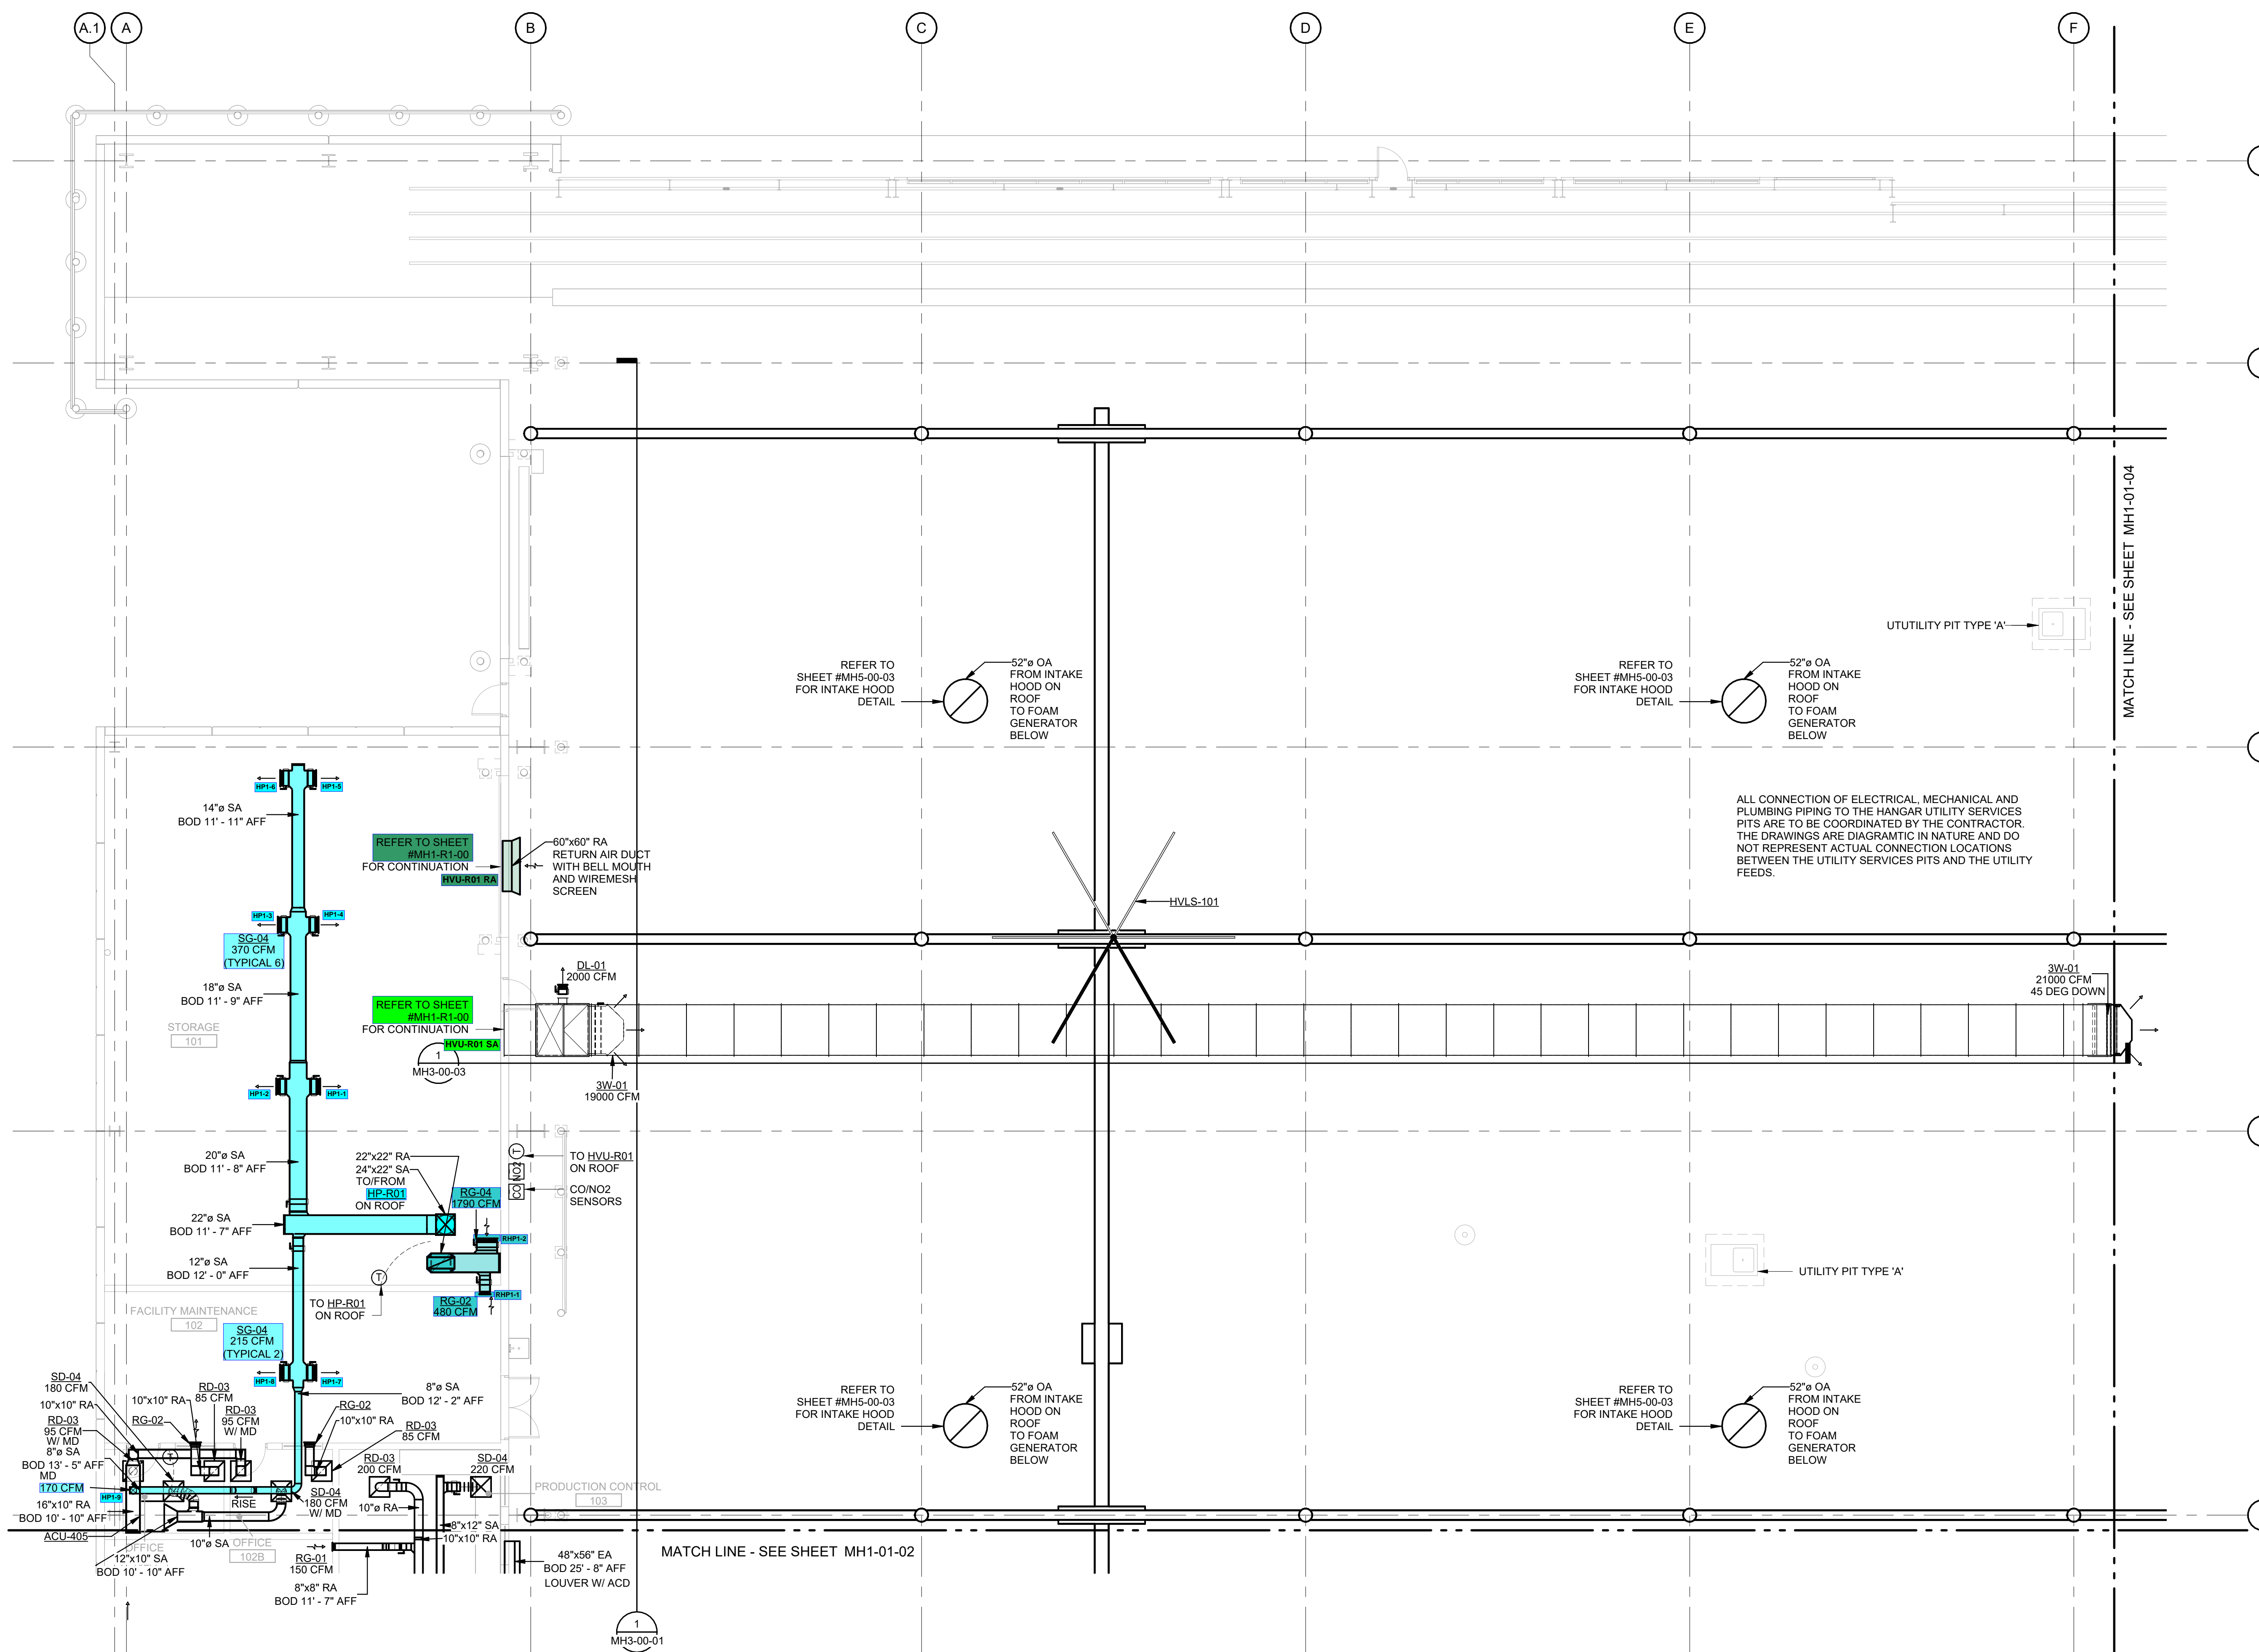 A.1
A
B
C
D
E
F
MATCH LINE - SEE SHEET MH1-01-04
UTUTILITY PIT TYPE 'A'
REFER TO
SHEET #MH5-00-03
FOR INTAKE HOOD
DETAIL
52"ø OA
FROM INTAKE
HOOD ON
ROOF
TO FOAM
GENERATOR
BELOW
REFER TO
SHEET #MH5-00-03
FOR INTAKE HOOD
DETAIL
52"ø OA
FROM INTAKE
HOOD ON
ROOF
TO FOAM
GENERATOR
BELOW
ALL CONNECTION OF ELECTRICAL, MECHANICAL AND
PLUMBING PIPING TO THE HANGAR UTILITY SERVICES
PITS ARE TO BE COORDINATED BY THE CONTRACTOR.
THE DRAWINGS ARE DIAGRAMTIC IN NATURE AND DO
NOT REPRESENT ACTUAL CONNECTION LOCATIONS
BETWEEN THE UTILITY SERVICES PITS AND THE UTILITY
FEEDS.
HP1-6
HP1-5
14"ø SA
BOD 11' - 11" AFF
REFER TO SHEET
#MH1-R1-00
FOR CONTINUATION
HVU-R01 RA
60"x60" RA
RETURN AIR DUCT
WITH BELL MOUTH
AND WIREMESH
SCREEN
HVLS-101
HP1-3
HP1-4
SG-04
370 CFM
(TYPICAL 6)
18"ø SA
BOD 11' - 9" AFF
DL-01
2000 CFM
3W-01
21000 CFM
45 DEG DOWN
REFER TO SHEET
#MH1-R1-00
FOR CONTINUATION
HVU-R01 SA
STORAGE
101
1
MH3-00-03
3W-01
19000 CFM
HP1-2
HP1-1
20"ø SA
BOD 11' - 8" AFF
22"x22" RA
24"x22" SA
TO/FROM
HP-R01
ON ROOF
RG-04
1790 CFM
T
NO2
CO
TO HVU-R01
ON ROOF
CO/NO2
SENSORS
22"ø SA
BOD 11' - 7" AFF
RHP1-2
12"ø SA
BOD 12' - 0" AFF
T
TO HP-R01
ON ROOF
RHP1-1
RG-02
480 CFM
UTILITY PIT TYPE 'A'
FACILITY MAINTENANCE
102
SG-04
215 CFM
(TYPICAL 2)
HP1-8
HP1-7
SD-04
180 CFM
10"x10" RA
RD-03
95 CFM
W/ MD
8"ø SA
BOD 13' - 5" AFF
MD
170 CFM
HP1-9
16"x10" RA
BOD 10' - 10" AFF
ACU-405
10"x10" RA
RG-02
RD-03
85 CFM
RD-03
95 CFM
W/ MD
T
8"ø SA
BOD 12' - 2" AFF
RG-02
10"x10" RA
RD-03
85 CFM
RISE
SD-04
180 CFM
W/ MD
RD-03
200 CFM
SD-04
220 CFM
10"ø RA
PRODUCTION CONTROL
103
8"x12" SA
10"x10" RA
10"ø SA
OFFICE
OFFICE
102B
12"x10" SA
BOD 10' - 10" AFF
RG-01
150 CFM
8"x8" RA
BOD 11' - 7" AFF
48"x56" EA
BOD 25' - 8" AFF
LOUVER W/ ACD
MATCH LINE - SEE SHEET MH1-01-02
REFER TO
SHEET #MH5-00-03
FOR INTAKE HOOD
DETAIL
52"ø OA
FROM INTAKE
HOOD ON
ROOF
TO FOAM
GENERATOR
BELOW
REFER TO
SHEET #MH5-00-03
FOR INTAKE HOOD
DETAIL
52"ø OA
FROM INTAKE
HOOD ON
ROOF
TO FOAM
GENERATOR
BELOW
1
MH3-00-01